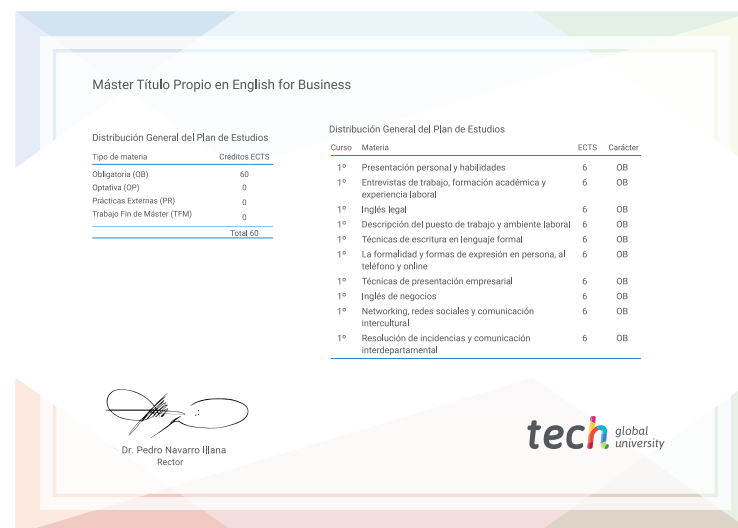 Máster Título Propio en English for Business
Distribución General del Plan de Estudios
Tipo de materia Créditos ECTS
Obligatoria (OB) 60
Optativa (OP) 0
Prácticas Externas (PR) 0
Trabajo Fin de Máster (TFM) 0
Total 60
Distribución General del Plan de Estudios
Curso Materia ECTS Carácter
1º Presentación personal y habilidades 6 OB
1º Entrevistas de trabajo, formación académica y 6 OB
experiencia laboral
1º Inglés legal 6 OB
1º Descripción del puesto de trabajo y ambiente laboral 6 OB
1º Técnicas de escritura en lenguaje formal 6 OB
1º La formalidad y formas de expresión en persona, al 6 OB
teléfono y online
1º Técnicas de presentación empresarial 6 OB
1º Inglés de negocios 6 OB
1º Networking, redes sociales y comunicación 6 OB
intercultural
1º Resolución de incidencias y comunicación 6 OB
interdepartamental
Dr. Pedro Navarro Illana
Rector
tech global
university